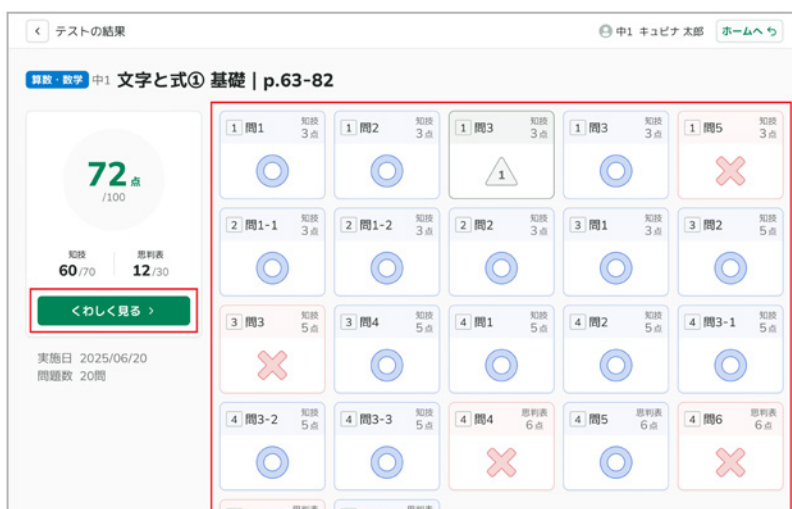 テストの結果
中1 キュビナ 太郎
ホームへ
算数・数学 中1 文字と式① 基礎 | p.63-82
72点
/100
知技 思判表
60/70 12/30
くわしく見る
実施日 2025/06/20
問題数 20問
1 問1 知技 3点
1 問2 知技 3点
1 問3 知技 3点
1
1 問3 知技 3点
1 問5 知技 3点
2 問1-1 知技 3点
2 問1-2 知技 3点
2 問2 知技 3点
3 問1 知技 3点
3 問2 知技 5点
3 問3 知技 5点
3 問4 知技 5点
4 問1 知技 5点
4 問2 知技 5点
4 問3-1 知技 5点
4 問3-2 知技 5点
4 問3-3 知技 5点
4 問4 思判表 6点
4 問5 思判表 6点
4 問6 思判表 6点
思判表
思判表